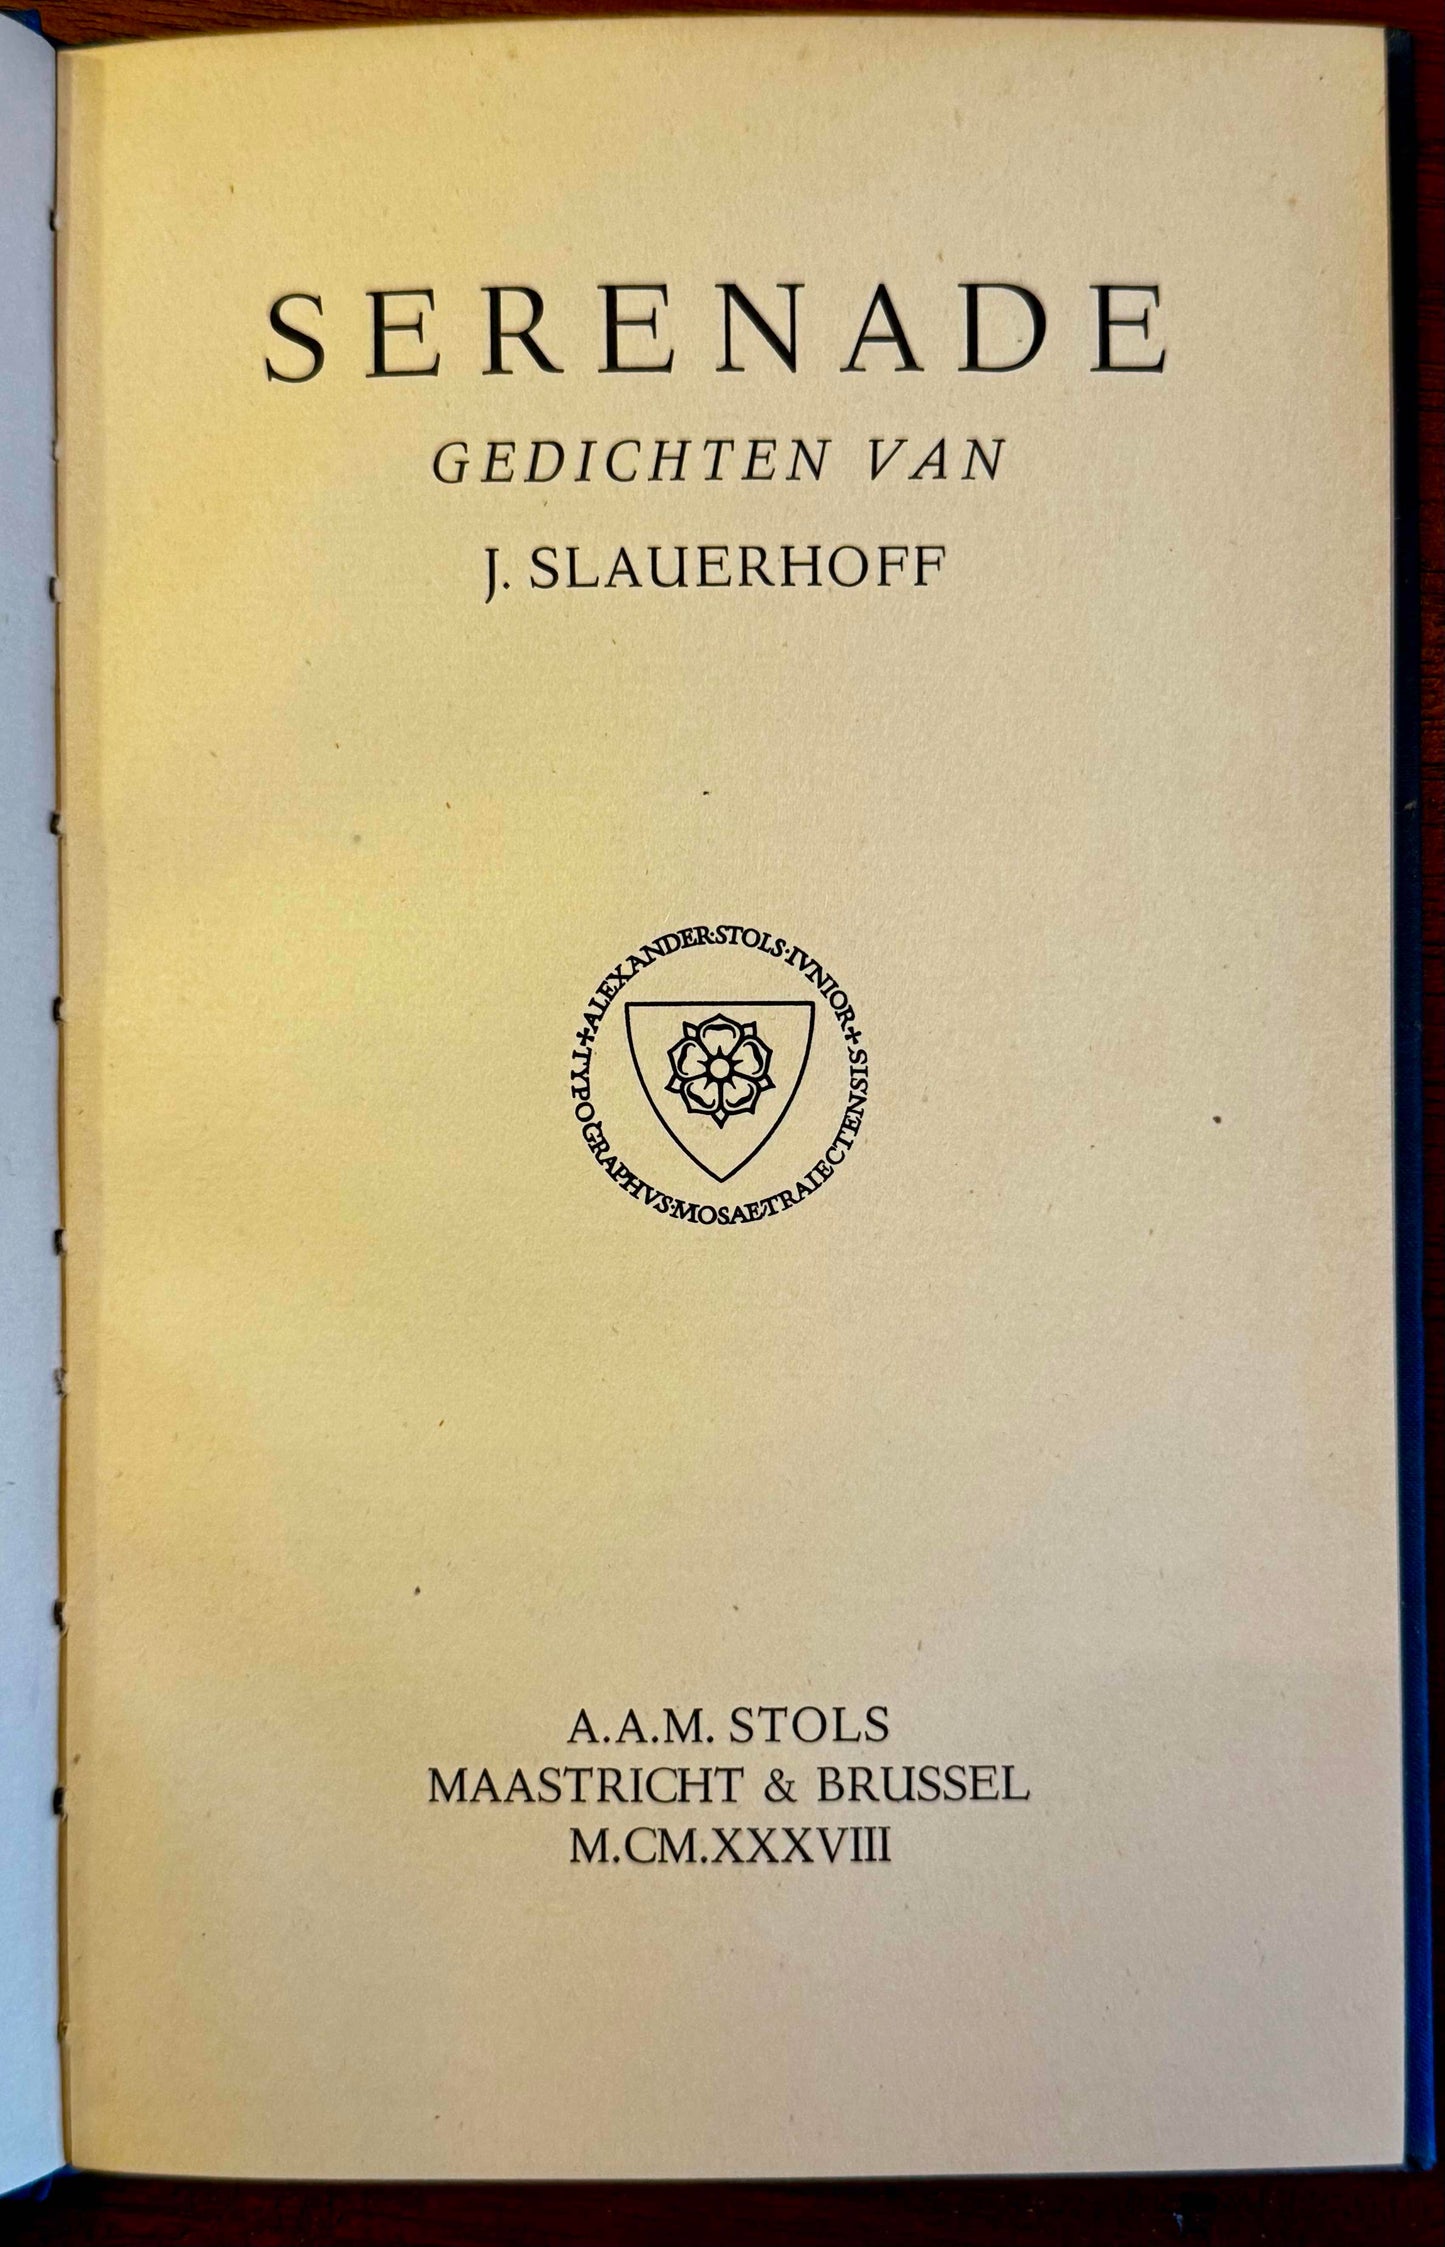 SERENADE
GEDICHTEN VAN
J. SLAUERHOFF
ALEXANDER·STOLS·IVNIOR+
TYPOGRAPHVS·MOSAETRAIECTENSIS+
A.A.M. STOLS
MAASTRICHT & BRUSSEL
M.CM.XXXVIII